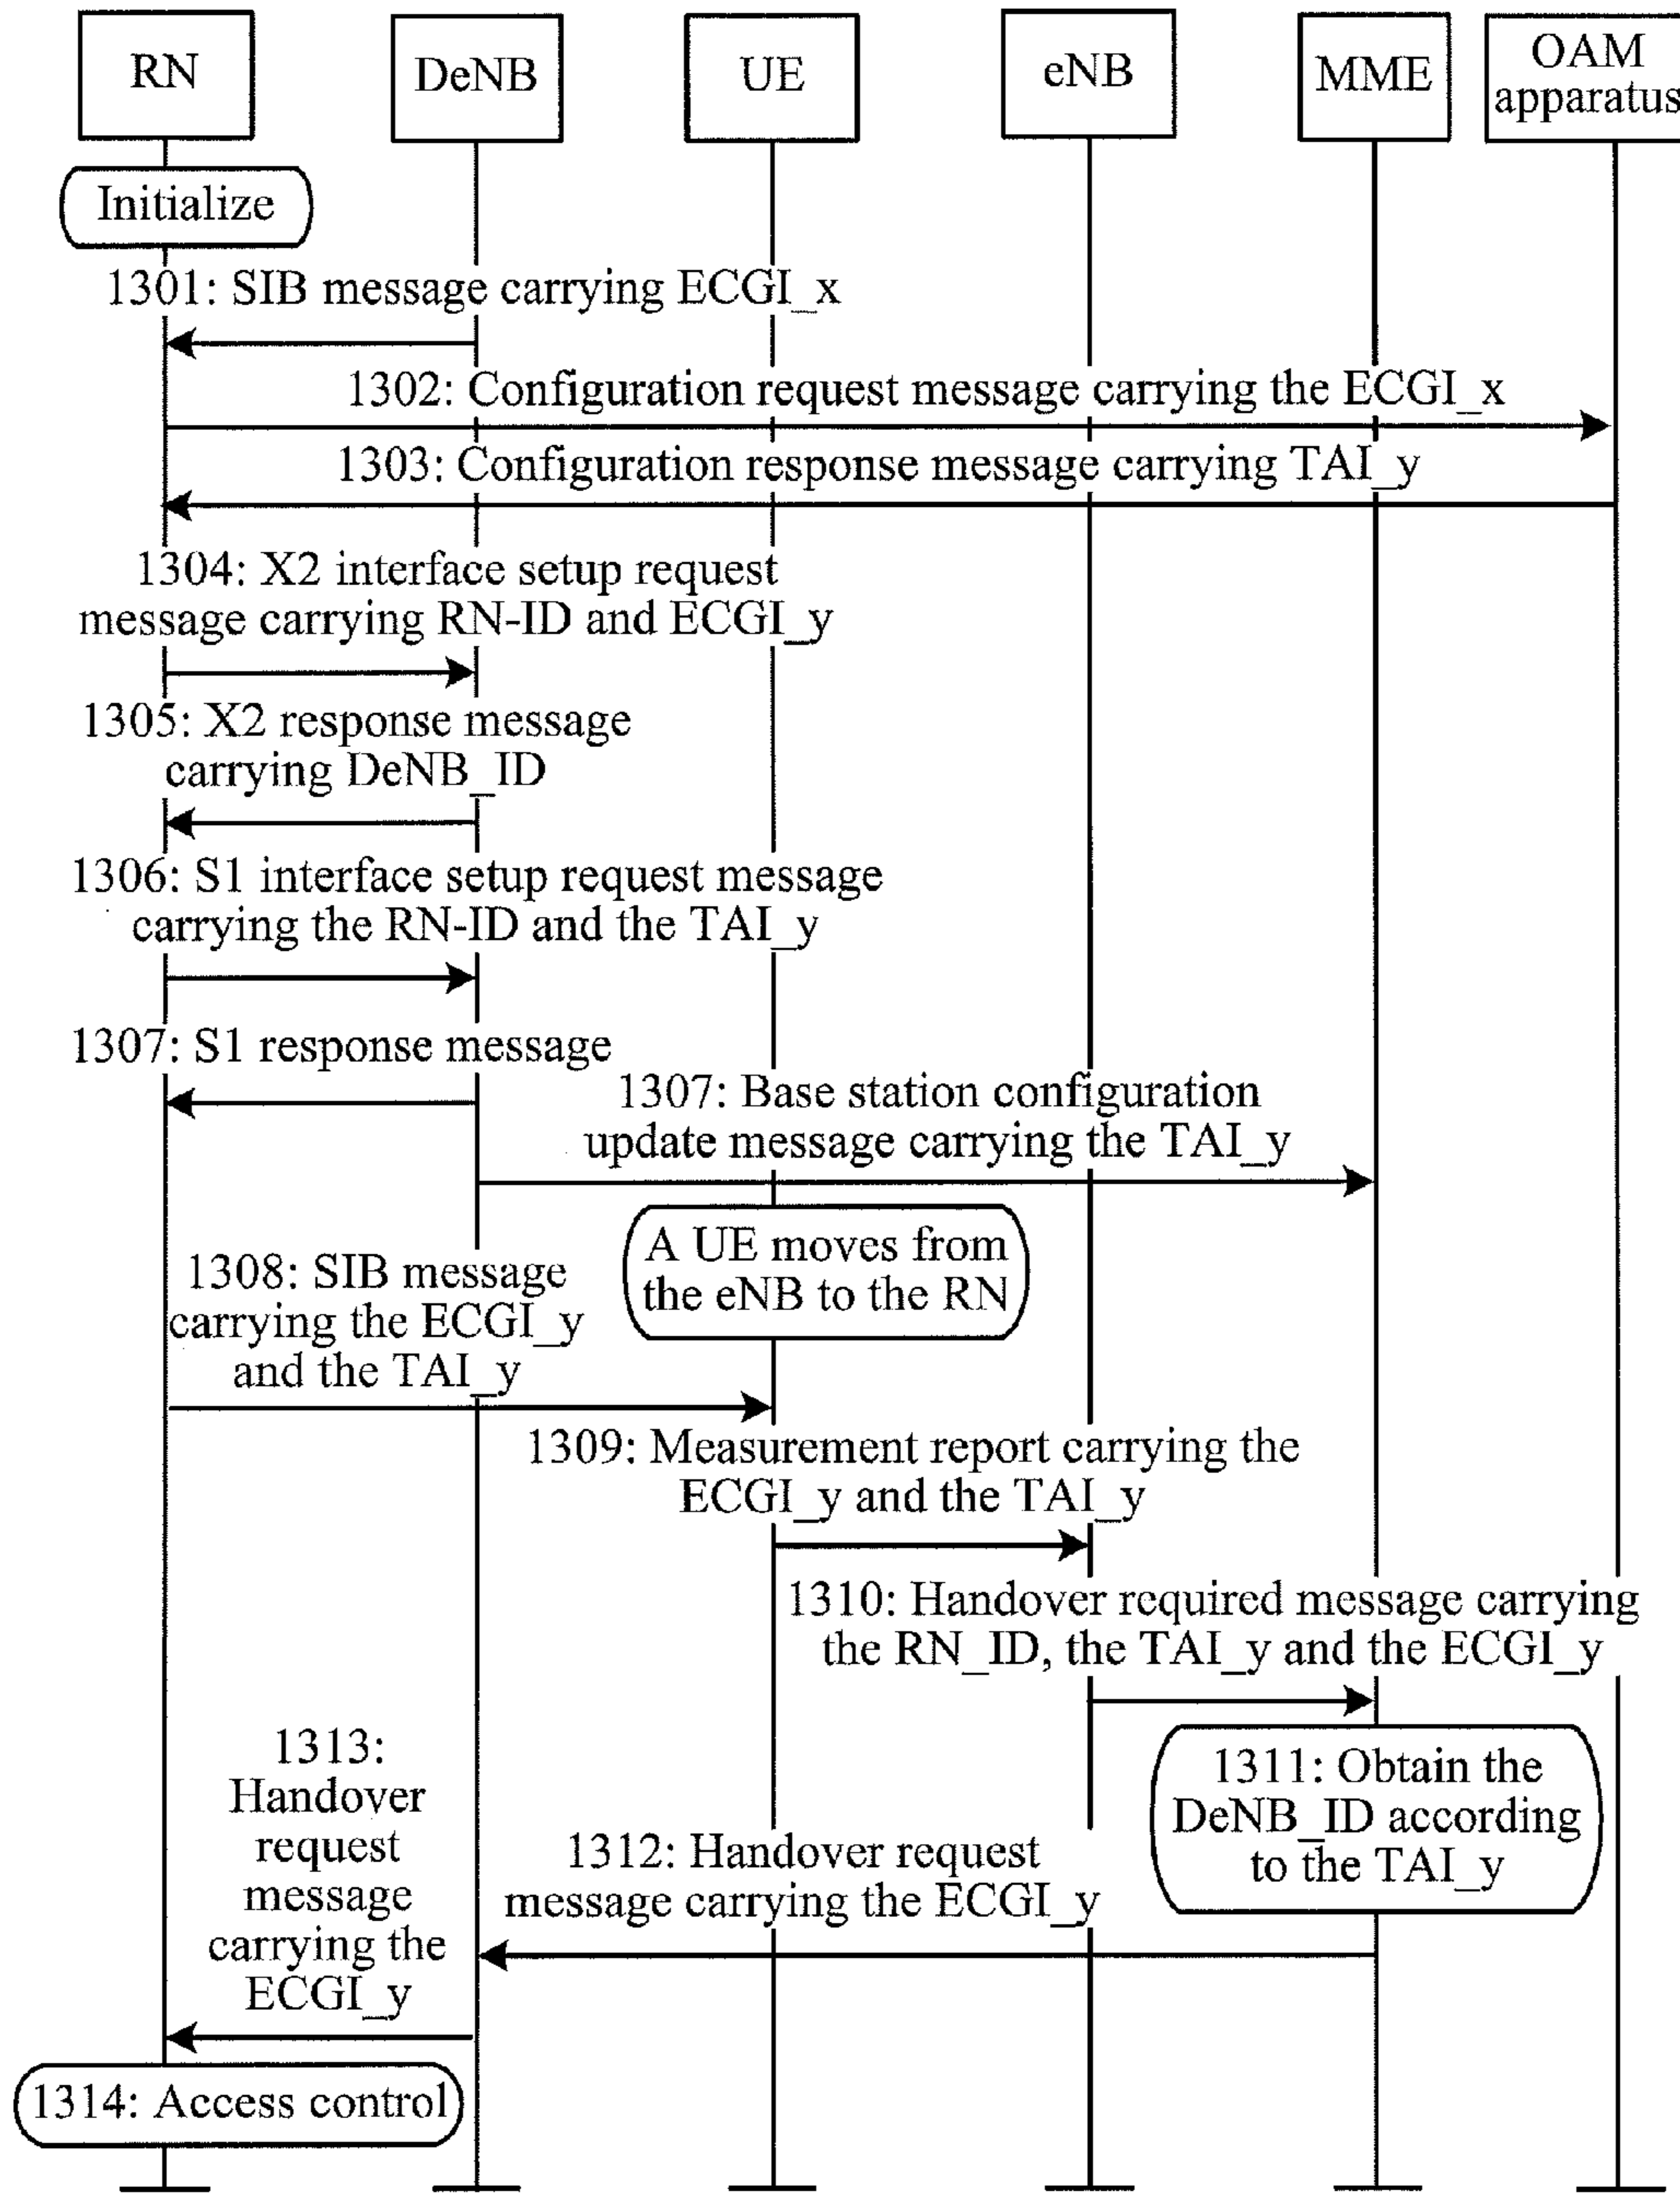 RN
DeNB
UE
eNB
MME
OAM
apparatus
Initialize
1301: SIB message carrying ECGI_x
1302: Configuration request message carrying the ECGI_x
1303: Configuration response message carrying TAI_y
1304: X2 interface setup request
message carrying RN-ID and ECGI_y
1305: X2 response message
carrying DeNB_ID
1306: S1 interface setup request message
carrying the RN-ID and the TAI_y
1307: S1 response message
1307: Base station configuration
update message carrying the TAI_y
A UE moves from
the eNB to the RN
1308: SIB message
carrying the ECGI_y
and the TAI_y
1309: Measurement report carrying the
ECGI_y and the TAI_y
1310: Handover required message carrying
the RN_ID, the TAI_y and the ECGI_y
1311: Obtain the
DeNB_ID according
to the TAI_y
1312: Handover request
message carrying the ECGI_y
1313:
Handover
request
message
carrying the
ECGI_y
1314: Access control